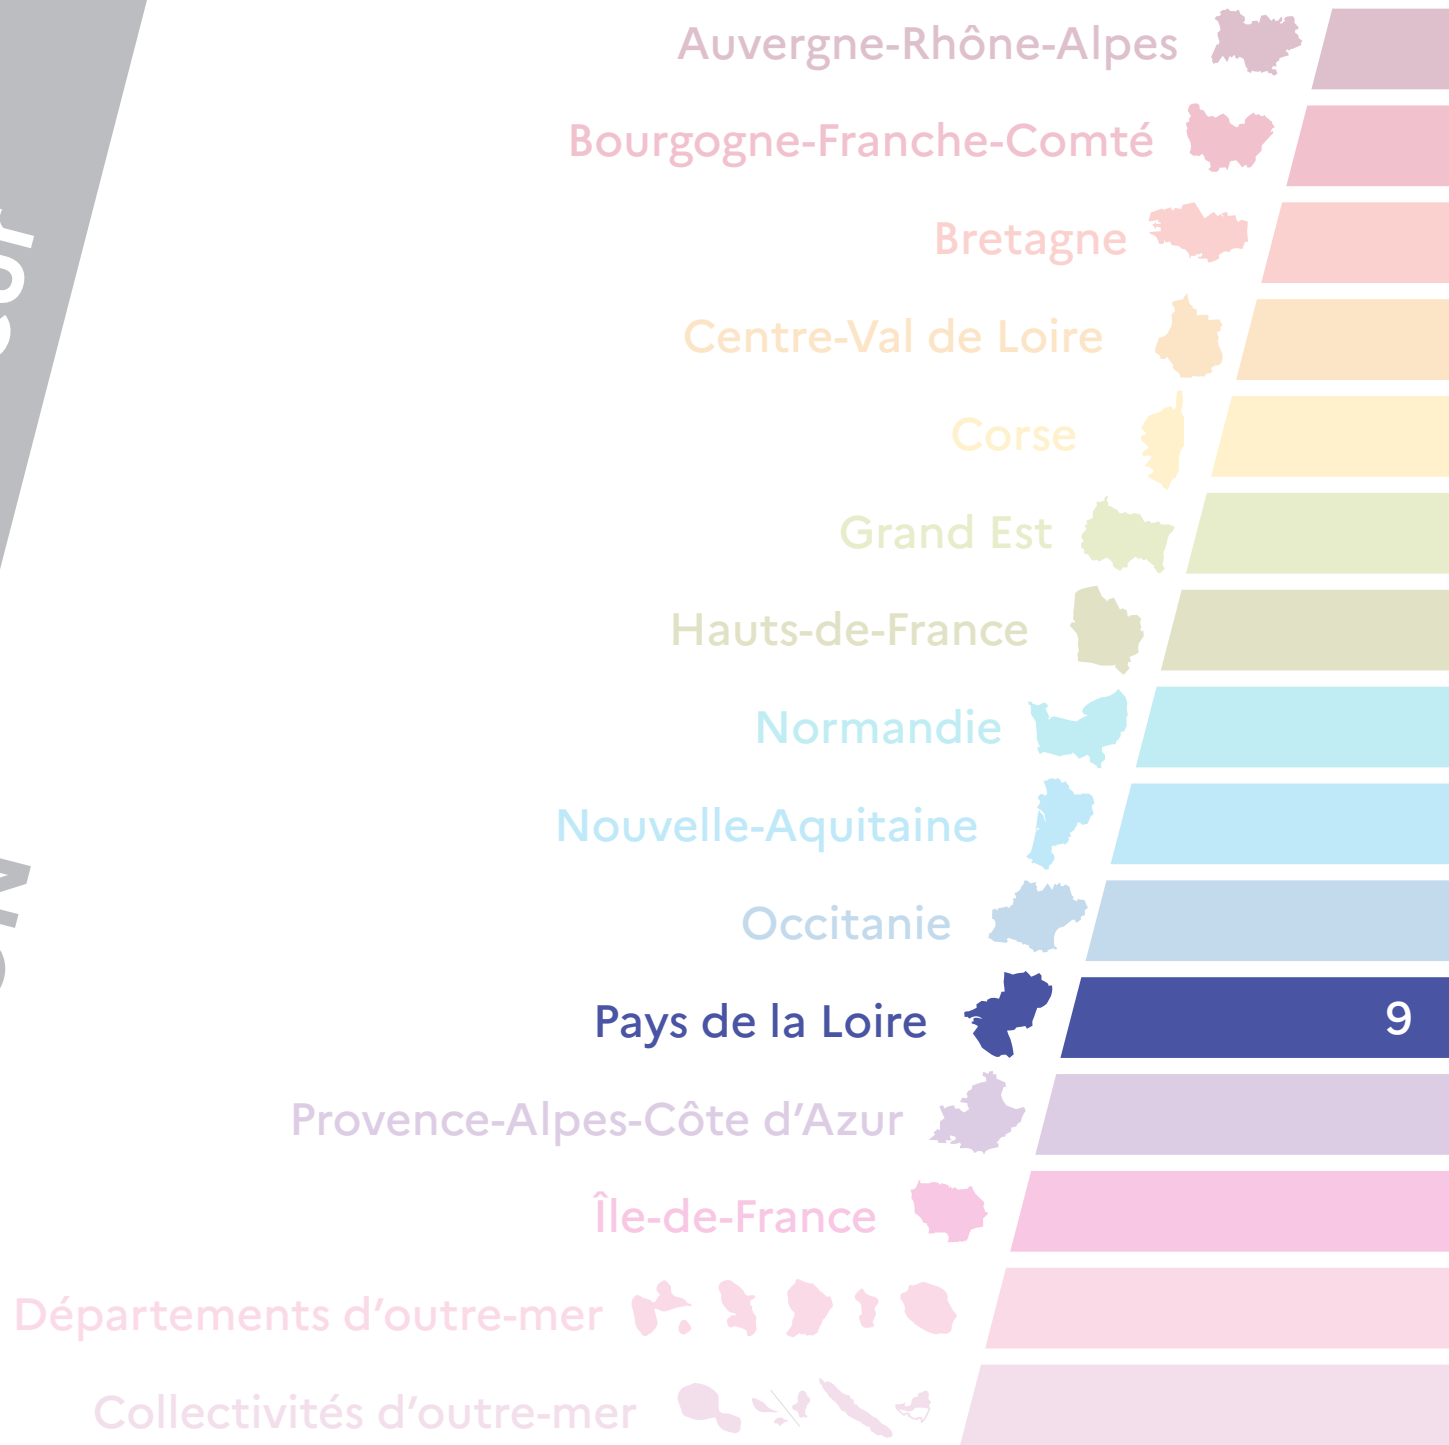 Auvergne-Rhône-Alpes
Bourgogne-Franche-Comté
Bretagne
Centre-Val de Loire
Corse
Grand Est
Hauts-de-France
Normandie
Nouvelle-Aquitaine
Occitanie
Pays de la Loire 9
Provence-Alpes-Côte d’Azur
Île-de-France
Départements d’outre-mer
Collectivités d’outre-mer